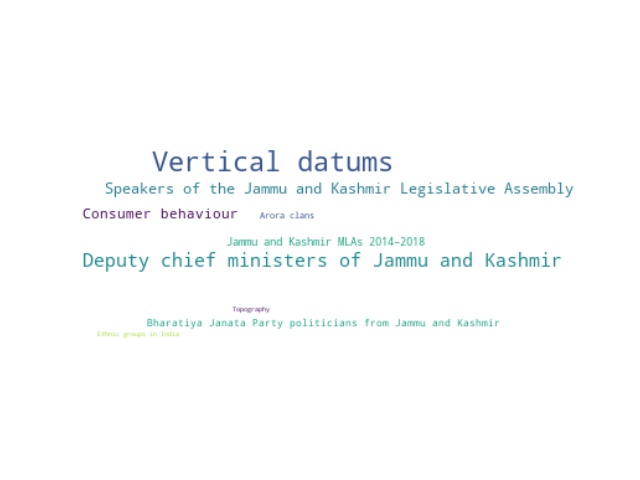 Vertical datums
Speakers of the Jammu and Kashmir Legislative Assembly
Consumer behaviour
Arora clans
Jammu and Kashmir MLAs 2014–2018
Deputy chief ministers of Jammu and Kashmir
Topography
Bharatiya Janata Party politicians from Jammu and Kashmir
Ethnic groups in India